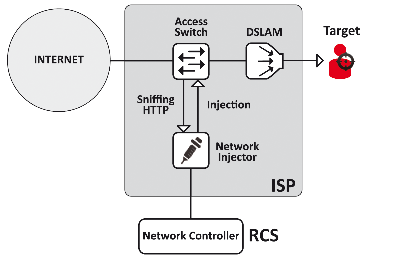 Access
Switch
DSLAM
Target
INTERNET
Sniffing
HTTP
Injection
Network
Injector
ISP
Network Controller
RCS